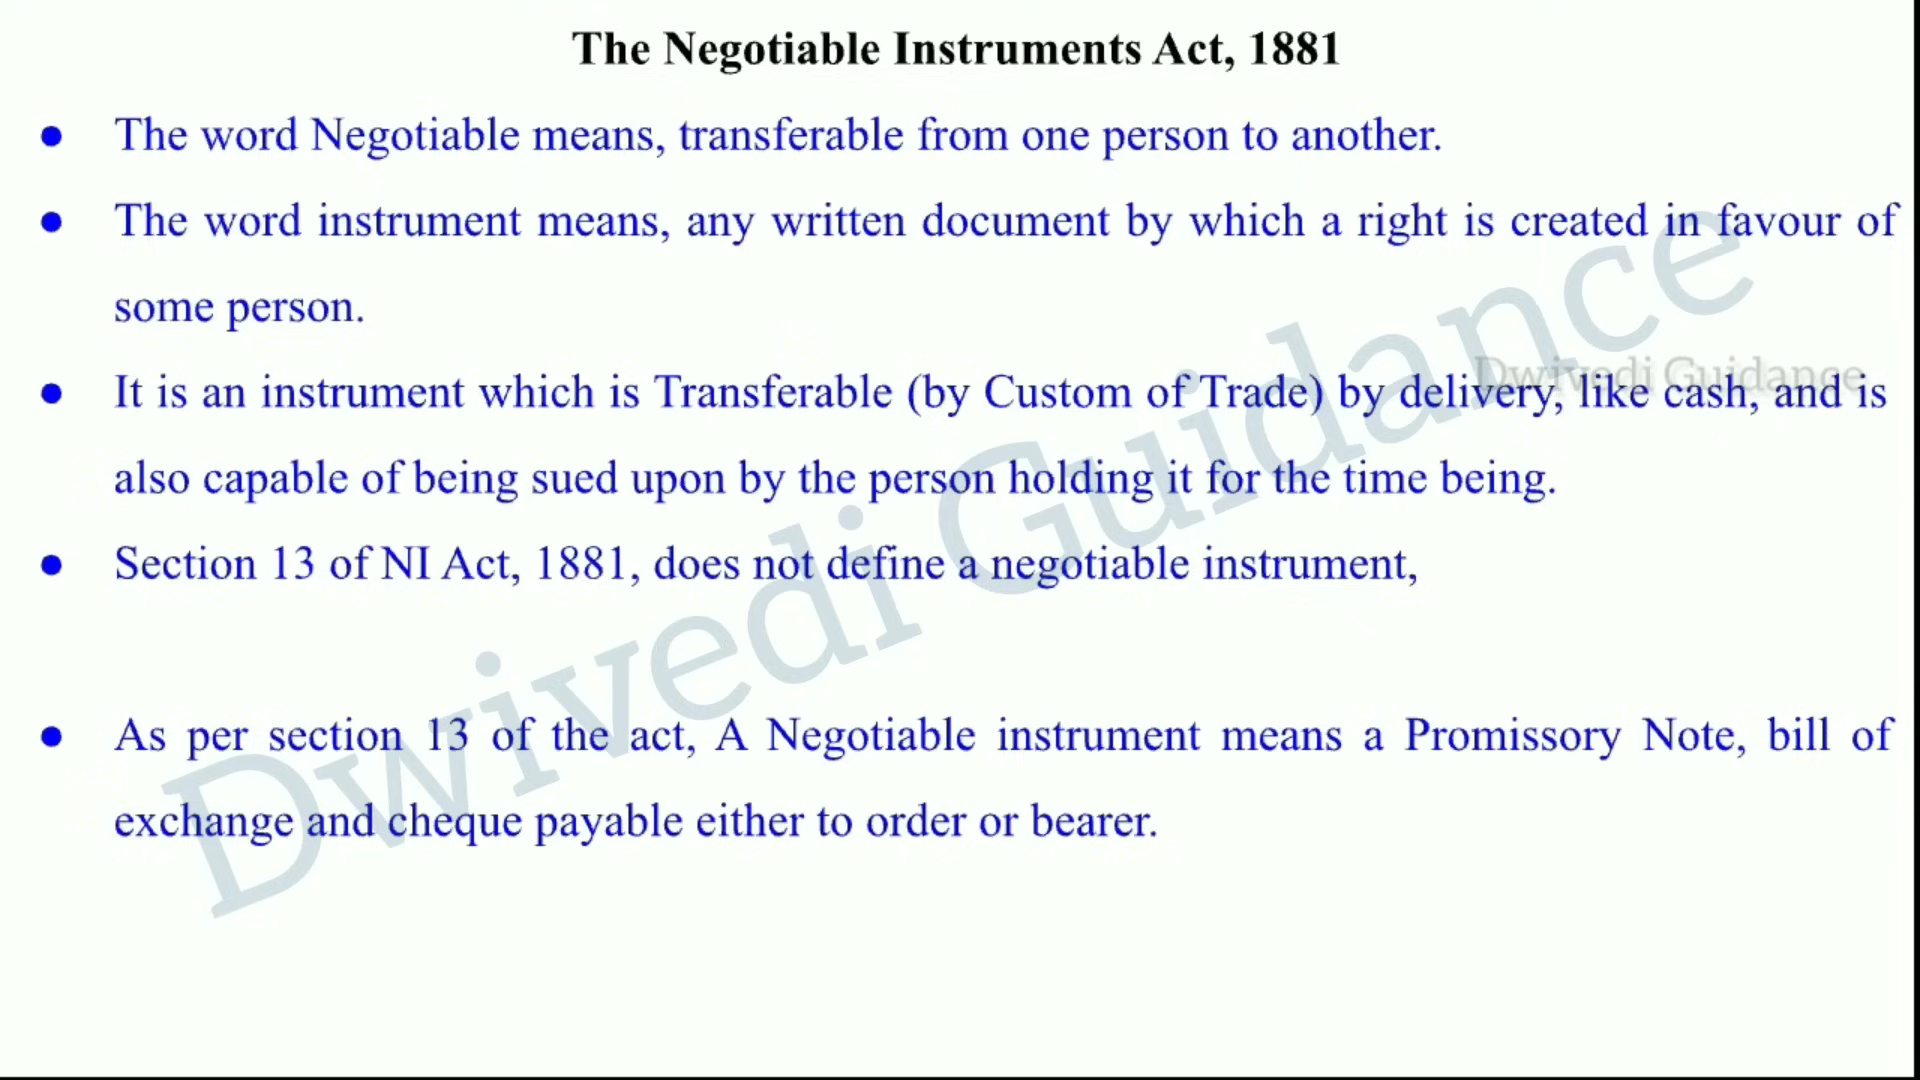 The Negotiable Instruments Act, 1881
● The word Negotiable means, transferable from one person to another.
● The word instrument means, any written document by which a right is created in favour of
some person.
Dwivedi Guidance
● It is an instrument which is Transferable (by Custom of Trade) by delivery, like cash, and is
also capable of being sued upon by the person holding it for the time being.
● Section 13 of NI Act, 1881, does not define a negotiable instrument,
● As per section 13 of the act, A Negotiable instrument means a Promissory Note, bill of
exchange and cheque payable either to order or bearer.
Dwivedi Guidance